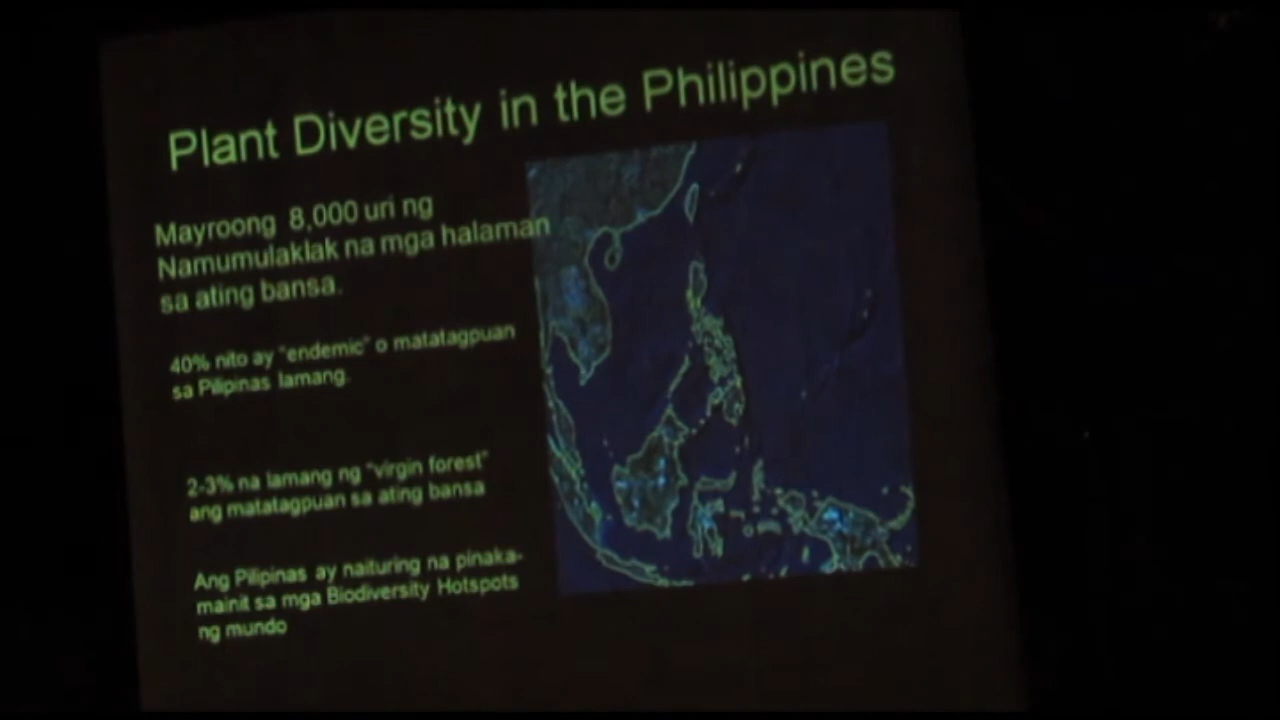 Plant Diversity in the Philippines
Mayroong 8,000 uri ng
Namumulaklak na mga halaman
sa ating bansa.
40% nito ay "endemic" o matatagpuan
sa Pilipinas lamang.
2-3% na lamang ng "virgin forest"
ang matatagpuan sa ating bansa
Ang Pilipinas ay naituring na pinaka-
mainit sa mga Biodiversity Hotspots
ng mundo